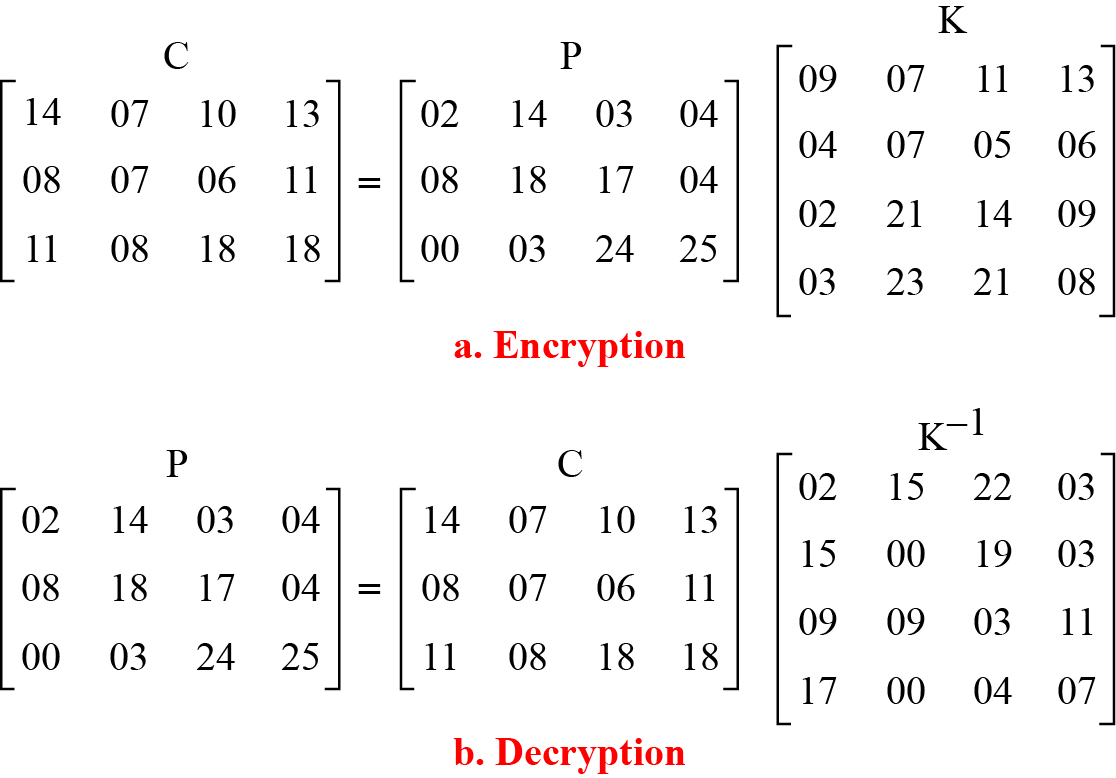 C = P K
14 07 10 13   02 14 03 04   09 07 11 13
08 07 06 11 = 08 18 17 04   04 07 05 06
11 08 18 18   00 03 24 25   02 21 14 09
03 23 21 08
a. Encryption
P = C K⁻¹
02 14 03 04   14 07 10 13   02 15 22 03
08 18 17 04 = 08 07 06 11   15 00 19 03
00 03 24 25   11 08 18 18   09 09 03 11
17 00 04 07
b. Decryption